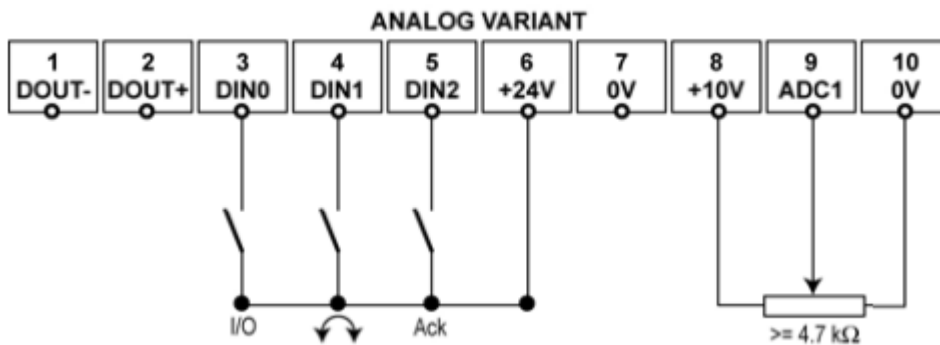 ANALOG VARIANT
1 2 3 4 5 6 7 8 9 10
DOUT- DOUT+ DIN0 DIN1 DIN2 +24V 0V +10V ADC1 0V
I/O Ack >= 4.7 kΩ